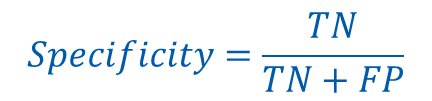 Specificity = TN / TN + FP